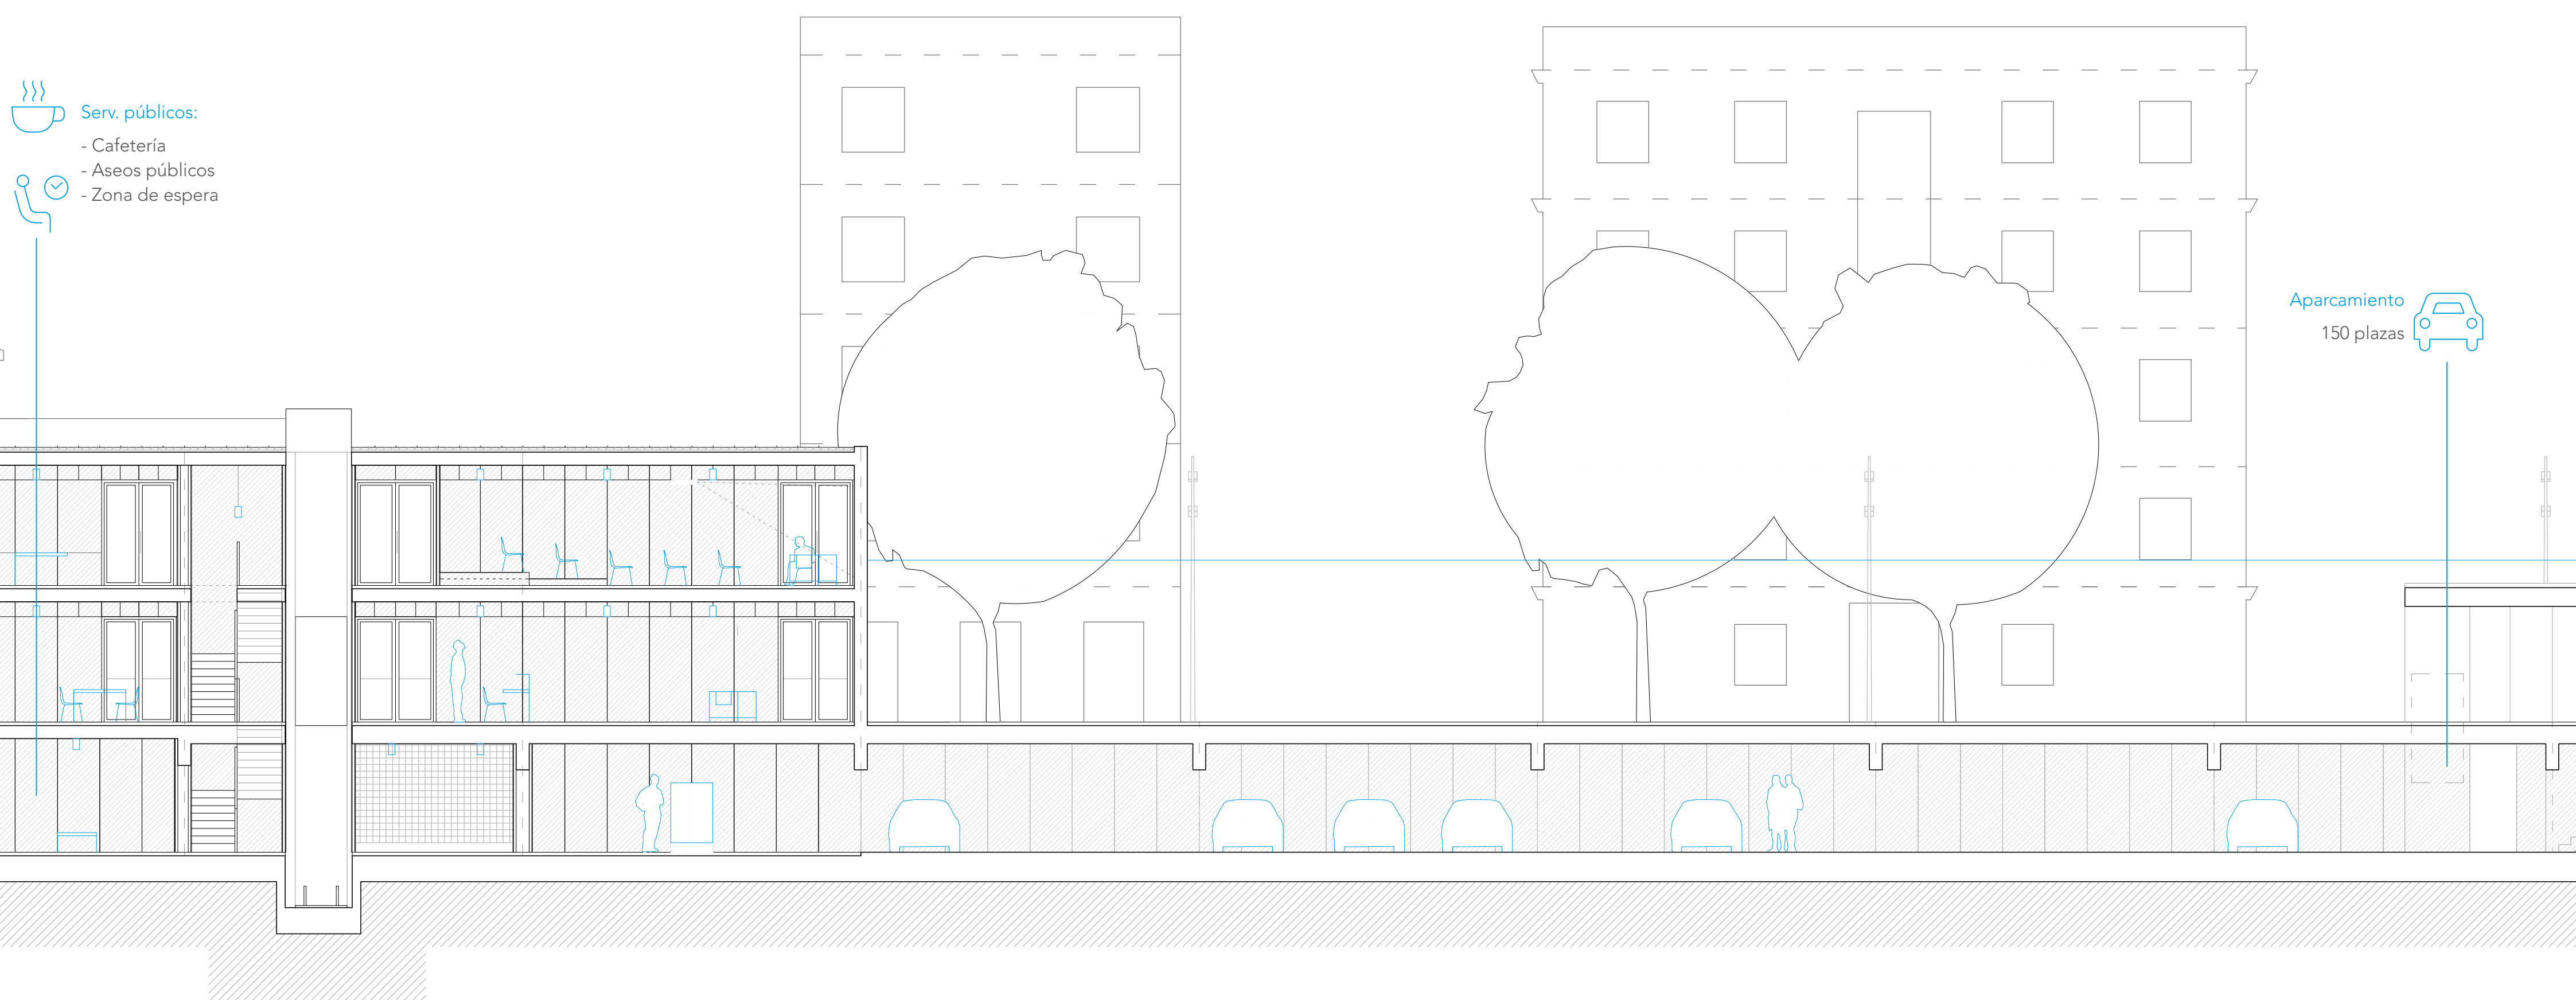 Serv. públicos:
- Cafetería
- Aseos públicos
- Zona de espera
Aparcamiento
150 plazas